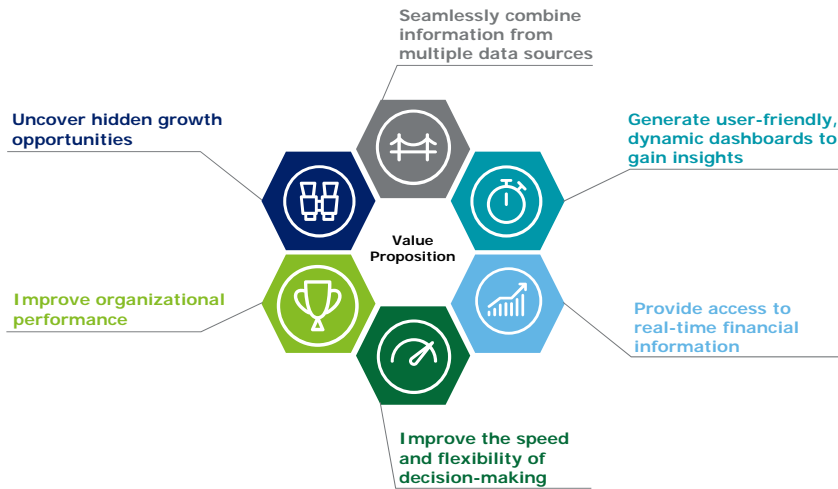 Seamlessly combine
information from
multiple data sources
Uncover hidden growth
opportunities
Generate user-friendly,
dynamic dashboards to
gain insights
Value
Proposition
Improve organizational
performance
Provide access to
real-time financial
information
Improve the speed
and flexibility of
decision-making